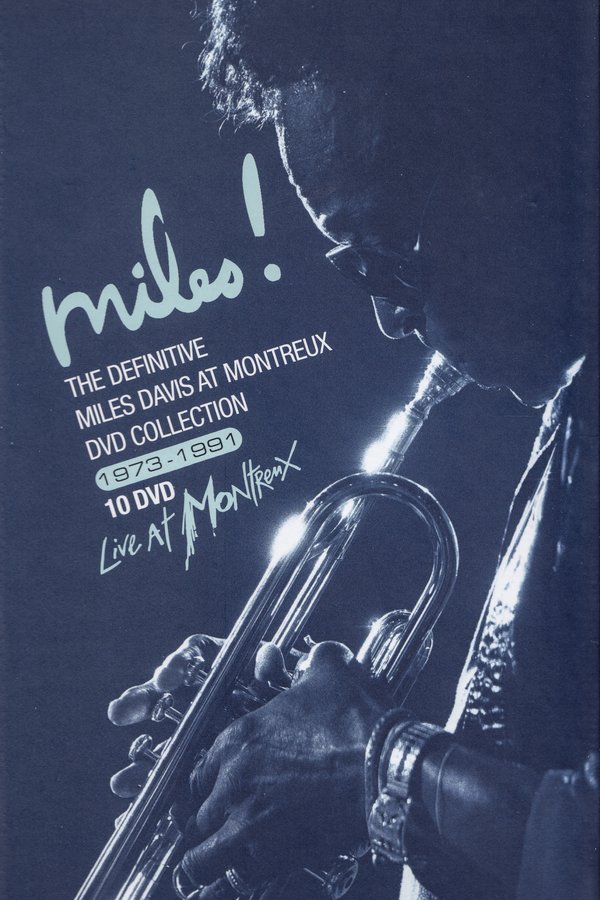 miles!
THE DEFINITIVE
MILES DAVIS AT MONTREUX
DVD COLLECTION
1973-1991
10 DVD
Live At Montreux